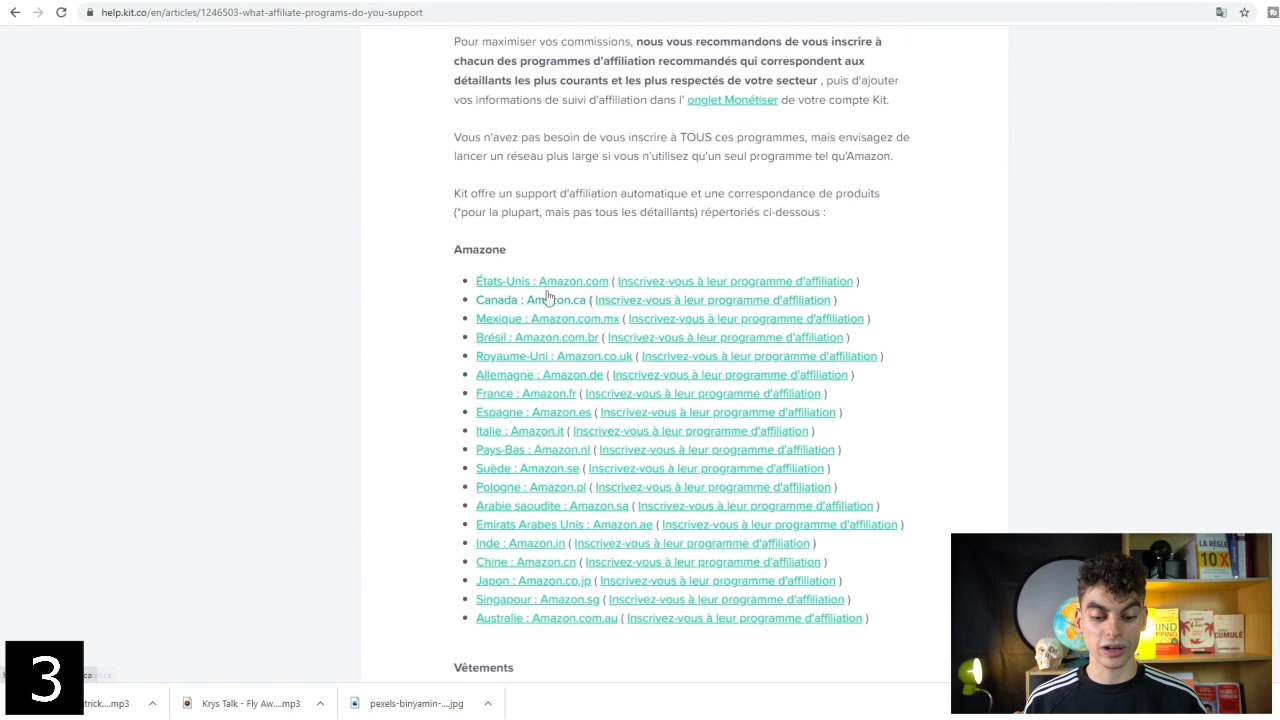 help.kit.co/en/articles/1246503-what-affiliate-programs-do-you-support
Pour maximiser vos commissions, nous vous recommandons de vous inscrire à
chacun des programmes d'affiliation recommandés qui correspondent aux
détaillants les plus courants et les plus respectés de votre secteur , puis d'ajouter
vos informations de suivi d'affiliation dans l' onglet Monétiser de votre compte Kit.
Vous n'avez pas besoin de vous inscrire à TOUS ces programmes, mais envisagez de
lancer un réseau plus large si vous n'utilisez qu'un seul programme tel qu'Amazon.
Kit offre un support d'affiliation automatique et une correspondance de produits
(*pour la plupart, mais pas tous les détaillants) répertoriés ci-dessous :
Amazone
États-Unis : Amazon.com ( Inscrivez-vous à leur programme d'affiliation )
Canada : Amazon.ca ( Inscrivez-vous à leur programme d'affiliation )
Mexique : Amazon.com.mx ( Inscrivez-vous à leur programme d'affiliation )
Brésil : Amazon.com.br ( Inscrivez-vous à leur programme d'affiliation )
Royaume-Uni : Amazon.co.uk ( Inscrivez-vous à leur programme d'affiliation )
Allemagne : Amazon.de ( Inscrivez-vous à leur programme d'affiliation )
France : Amazon.fr ( Inscrivez-vous à leur programme d'affiliation )
Espagne : Amazon.es ( Inscrivez-vous à leur programme d'affiliation )
Italie : Amazon.it ( Inscrivez-vous à leur programme d'affiliation )
Pays-Bas : Amazon.nl ( Inscrivez-vous à leur programme d'affiliation )
Suède : Amazon.se ( Inscrivez-vous à leur programme d'affiliation )
Pologne : Amazon.pl ( Inscrivez-vous à leur programme d'affiliation )
Arabie saoudite : Amazon.sa ( Inscrivez-vous à leur programme d'affiliation )
Emirats Arabes Unis : Amazon.ae ( Inscrivez-vous à leur programme d'affiliation )
Inde : Amazon.in ( Inscrivez-vous à leur programme d'affiliation )
Chine : Amazon.cn ( Inscrivez-vous à leur programme d'affiliation )
Japon : Amazon.co.jp ( Inscrivez-vous à leur programme d'affiliation )
Singapour : Amazon.sg ( Inscrivez-vous à leur programme d'affiliation )
Australie : Amazon.com.au ( Inscrivez-vous à leur programme d'affiliation )
Vêtements
LA RÈGLE
10X
CUMULÉ
3
trick....mp3
Krys Talk - Fly Aw....mp3
pexels-binyamin-...jpg